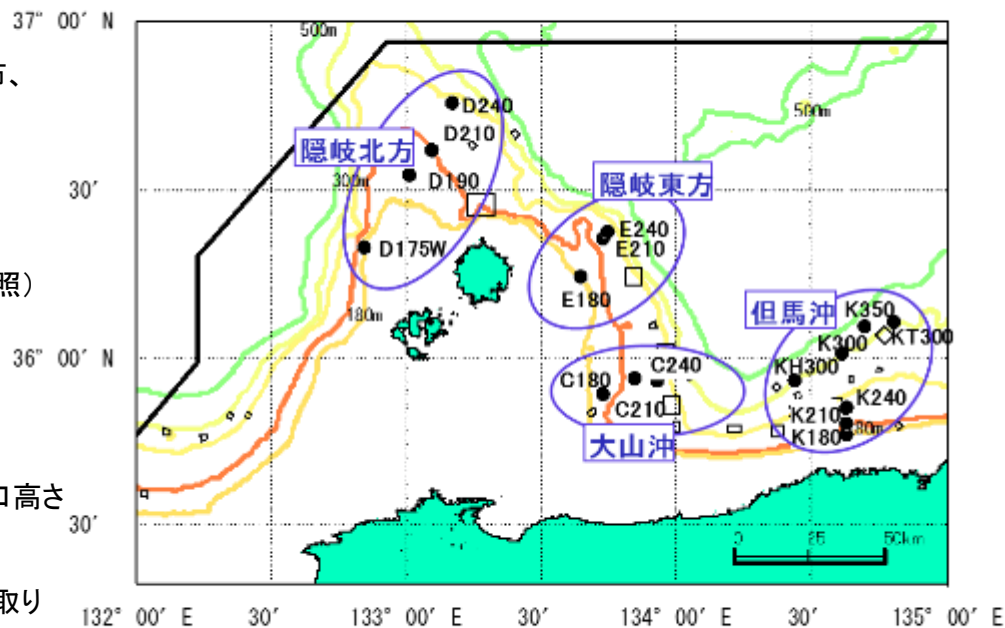 37° 00′ N
500m
方、
D240
500m
D210
隠岐北方
隠岐東方
30′
300m
D190
E240
D175W
E210
照）
E180
但馬沖
K350
180m
KT300
36° 00′
K300
C240
KH300
C180
K240
C210
K210
大山沖
K180
80m
口高さ
30′
0
25
50km
取り
132° 00′ E
30′
133° 00′ E
30′
134° 00′ E
30′
135° 00′ E